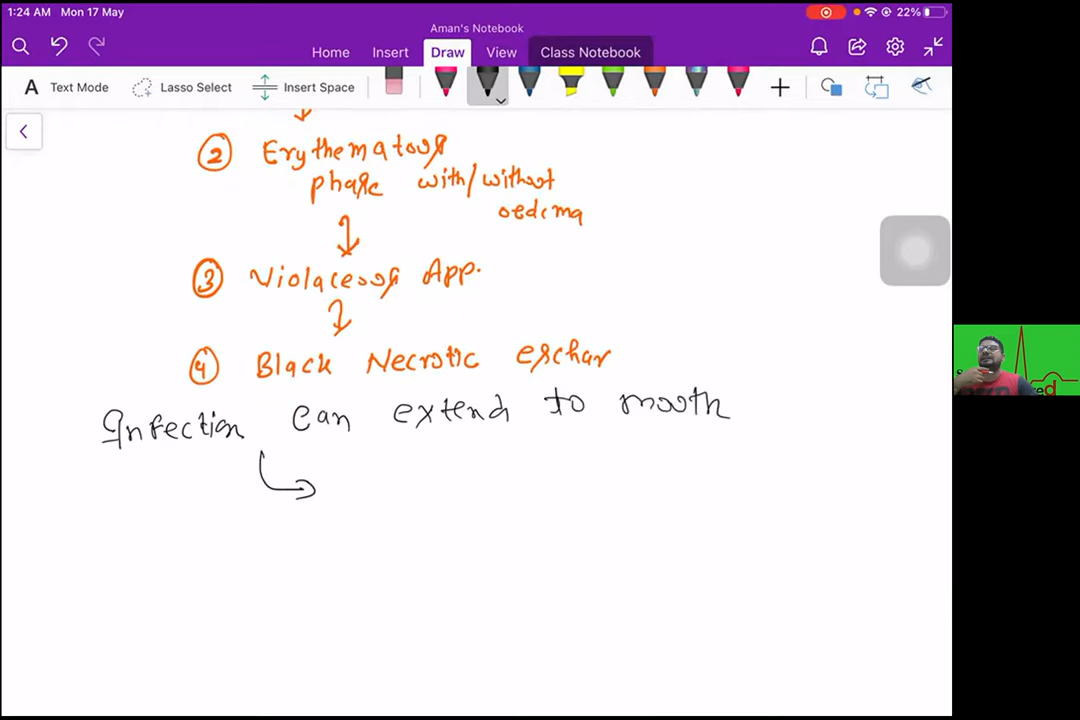 1:24 AM Mon 17 May
22%
Aman's Notebook
Home Insert Draw View Class Notebook
A Text Mode Lasso Select Insert Space
2 Erythematous
phase with/without
oedema
3 Violaceous App.
4 Black Necrotic eschar
Infection can extend to mouth